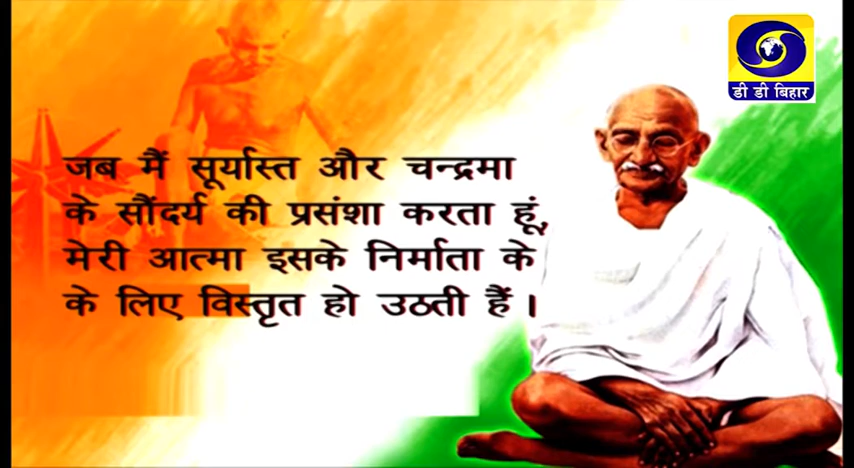 डी डी बिहार
जब मैं सूर्यास्त और चन्द्रमा
के सौंदर्य की प्रसंशा करता हूं,
मेरी आत्मा इसके निर्माता के
के लिए विस्तृत हो उठती हैं।